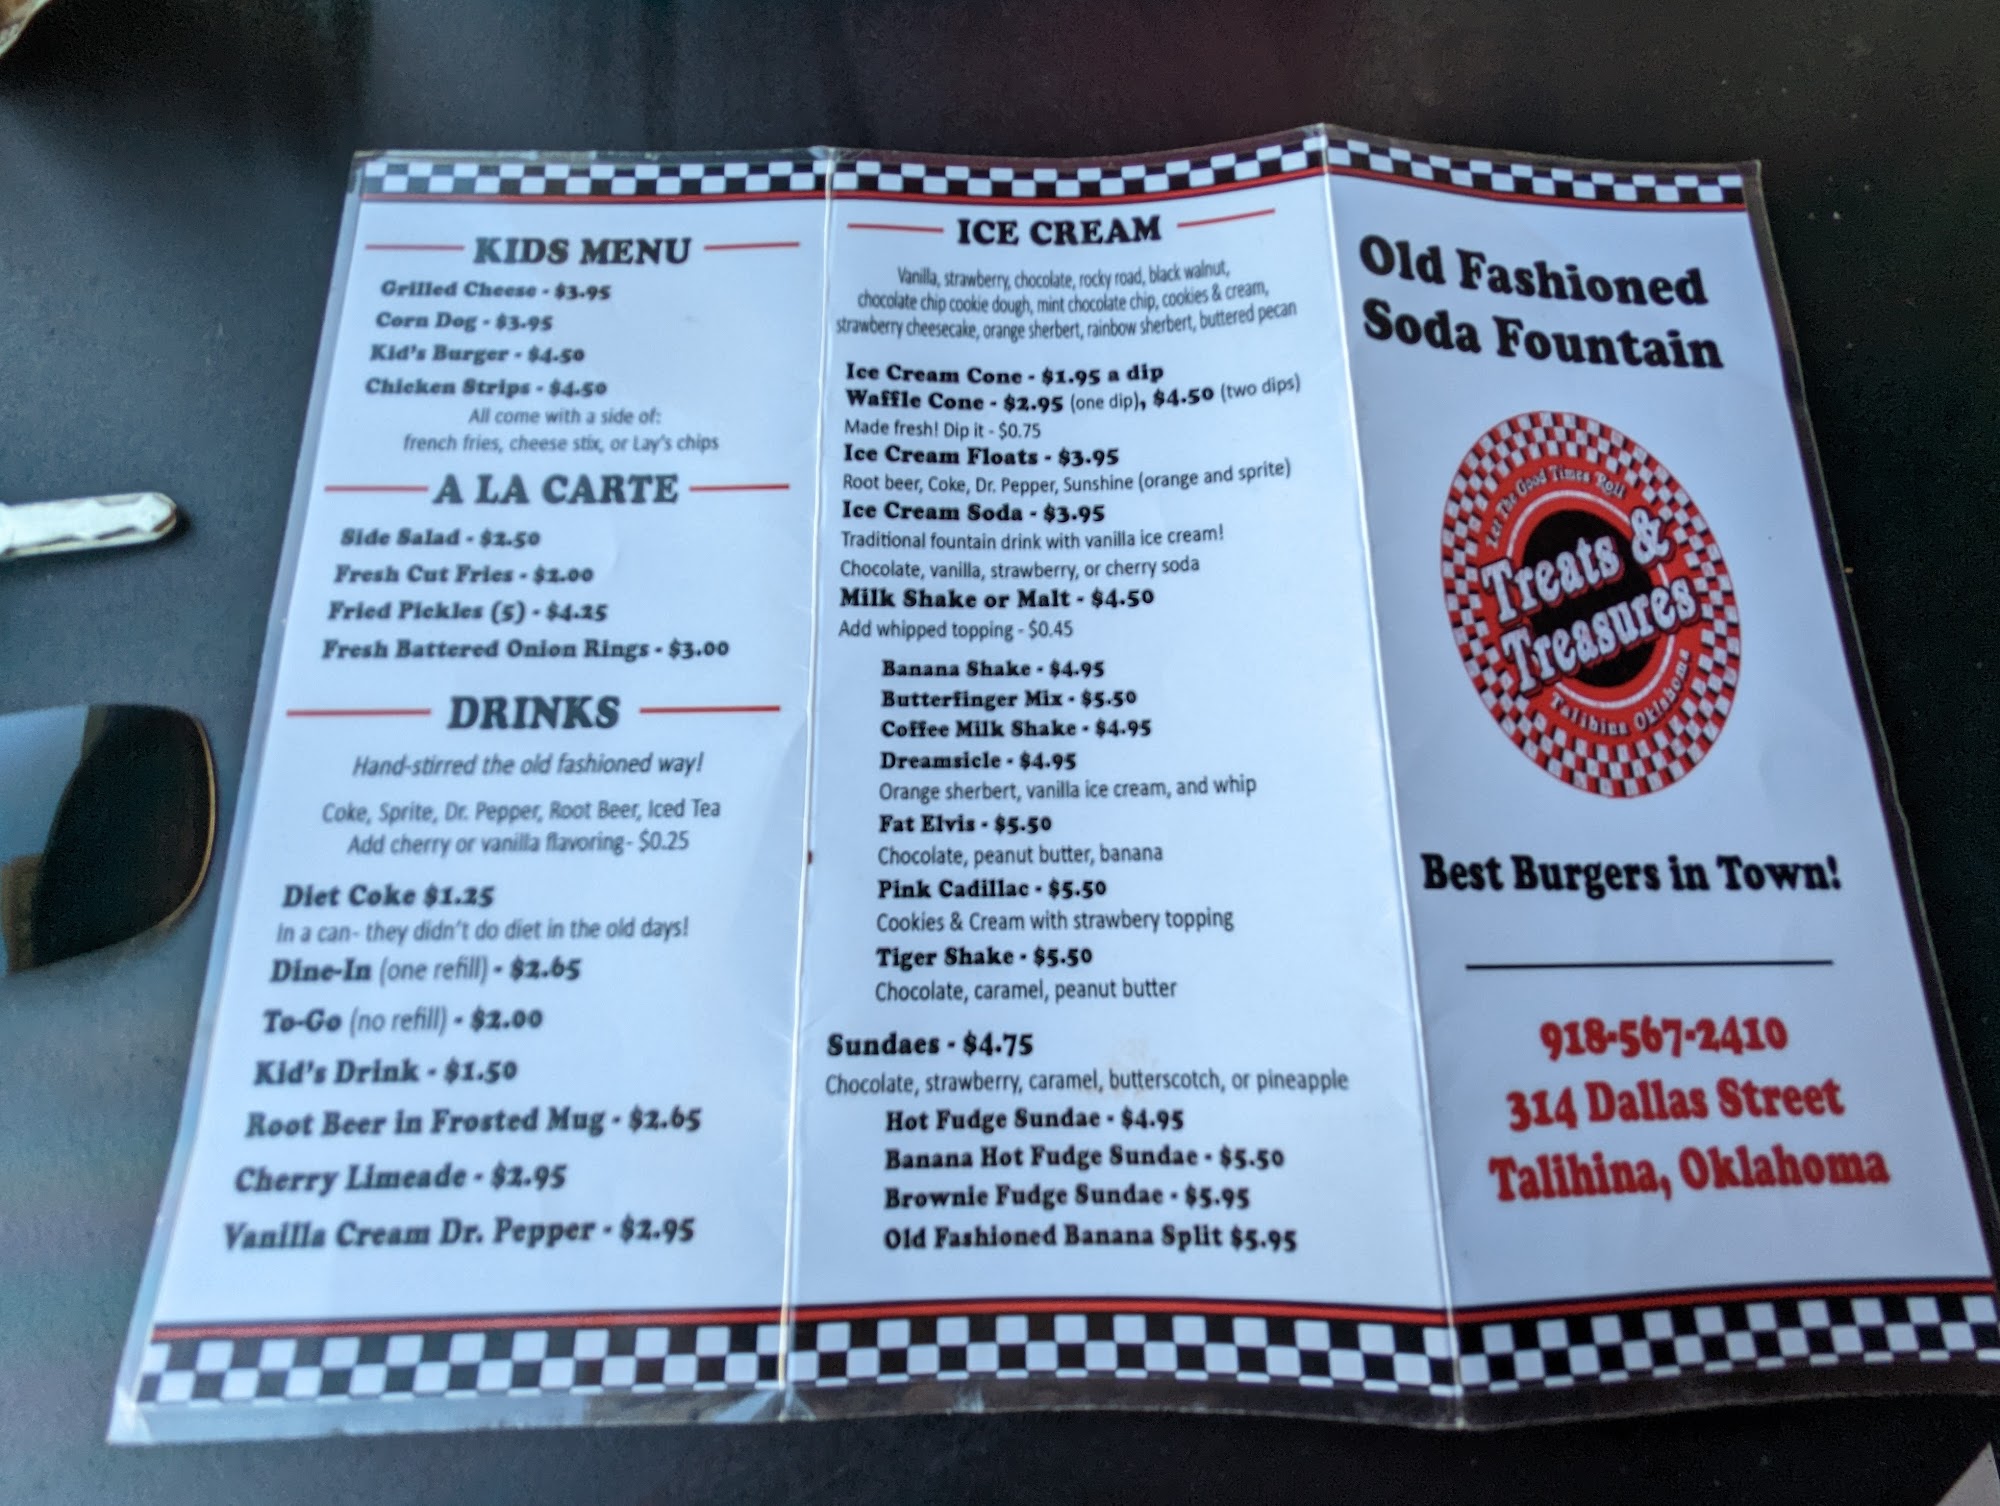 KIDS MENU
Grilled Cheese - $3.95
Corn Dog - $3.95
Kid's Burger - $4.50
Chicken Strips - $4.50
All come with a side of:
french fries, cheese stix, or Lay's chips
A LA CARTE
Side Salad - $2.50
Fresh Cut Fries - $2.00
Fried Pickles (5) - $4.25
Fresh Battered Onion Rings - $3.00
DRINKS
Hand-stirred the old fashioned way!
Coke, Sprite, Dr. Pepper, Root Beer, Iced Tea
Add cherry or vanilla flavoring- $0.25
Diet Coke $1.25
In a can- they didn't do diet in the old days!
Dine-In (one refill) - $2.65
To-Go (no refill) - $2.00
Kid's Drink - $1.50
Root Beer in Frosted Mug - $2.65
Cherry Limeade - $2.95
Vanilla Cream Dr. Pepper - $2.95
ICE CREAM
Vanilla, strawberry, chocolate, rocky road, black walnut,
chocolate chip cookie dough, mint chocolate chip, cookies & cream,
strawberry cheesecake, orange sherbert, rainbow sherbert, buttered pecan
Ice Cream Cone - $1.95 a dip
Waffle Cone - $2.95 (one dip), $4.50 (two dips)
Made fresh! Dip it - $0.75
Ice Cream Floats - $3.95
Root beer, Coke, Dr. Pepper, Sunshine (orange and sprite)
Ice Cream Soda - $3.95
Traditional fountain drink with vanilla ice cream!
Chocolate, vanilla, strawberry, or cherry soda
Milk Shake or Malt - $4.50
Add whipped topping - $0.45
Banana Shake - $4.95
Butterfinger Mix - $5.50
Coffee Milk Shake - $4.95
Dreamsicle - $4.95
Orange sherbert, vanilla ice cream, and whip
Fat Elvis - $5.50
Chocolate, peanut butter, banana
Pink Cadillac - $5.50
Cookies & Cream with strawbery topping
Tiger Shake - $5.50
Chocolate, caramel, peanut butter
Sundaes - $4.75
Chocolate, strawberry, caramel, butterscotch, or pineapple
Hot Fudge Sundae - $4.95
Banana Hot Fudge Sundae - $5.50
Brownie Fudge Sundae - $5.95
Old Fashioned Banana Split $5.95
Old Fashioned
Soda Fountain
Let The Good Times Roll
Treats &
Treasure's
Talihina Oklahoma
Best Burgers in Town!
918-567-2410
314 Dallas Street
Talihina, Oklahoma